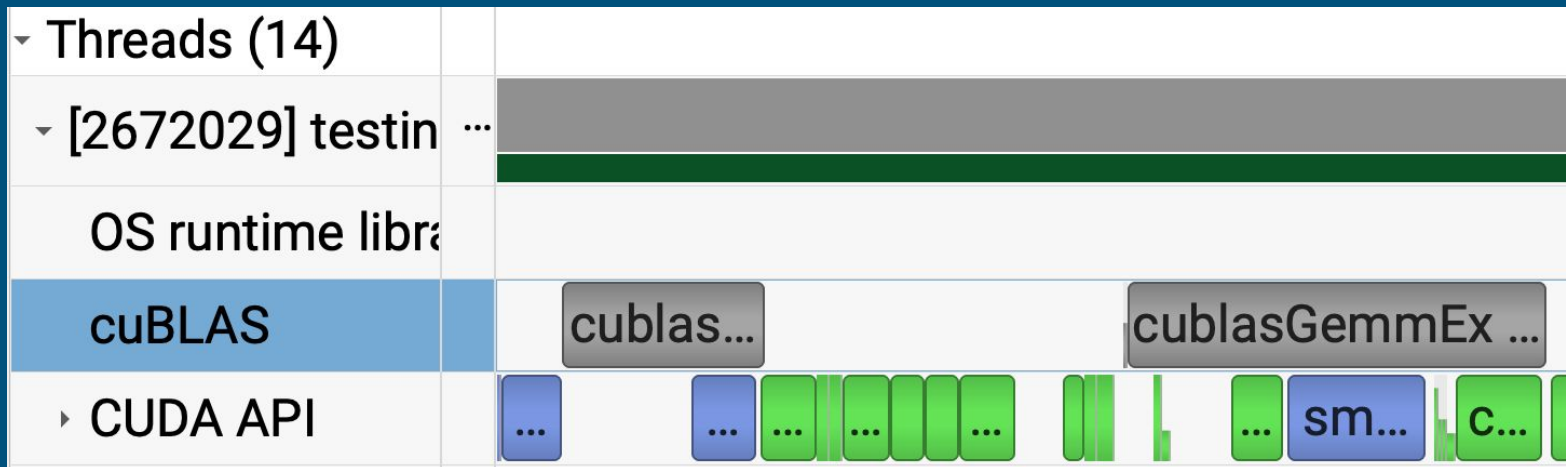 Threads (14)
[2672029] testin ...
OS runtime libra
cuBLAS cublas... cublasGemmEx ...
CUDA API ... ... ... ... ... ... sm... c...